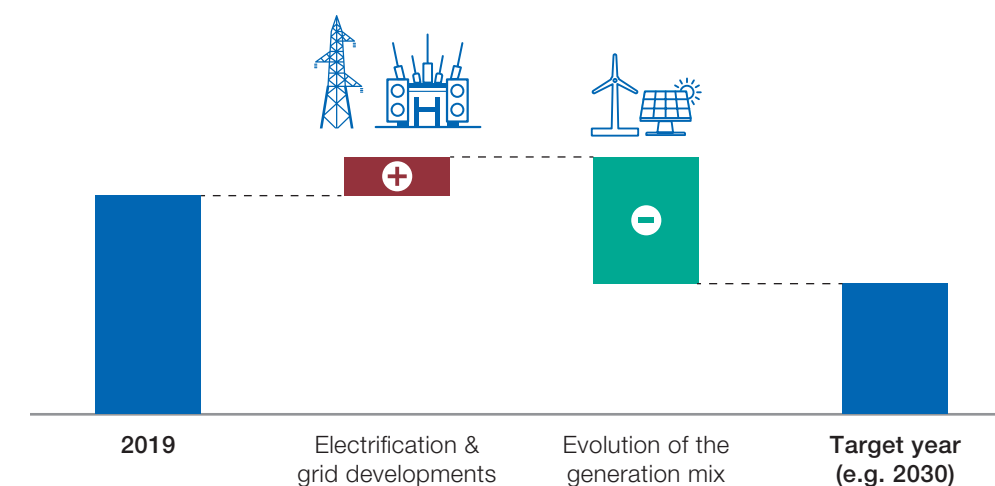 2019
Electrification &
grid developments
Evolution of the
generation mix
Target year
(e.g. 2030)